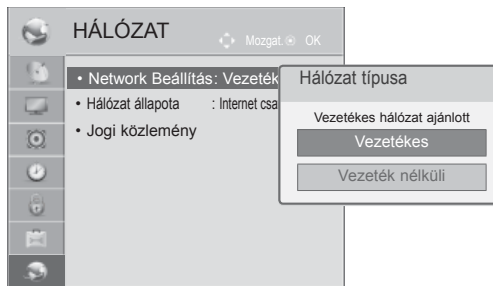 HÁLÓZAT
Mozgat. OK
• Network Beállítás: Vezeték
• Hálózat állapota : Internet csa
• Jogi közlemény
Hálózat típusa
Vezetékes hálózat ajánlott
Vezetékes
Vezeték nélküli